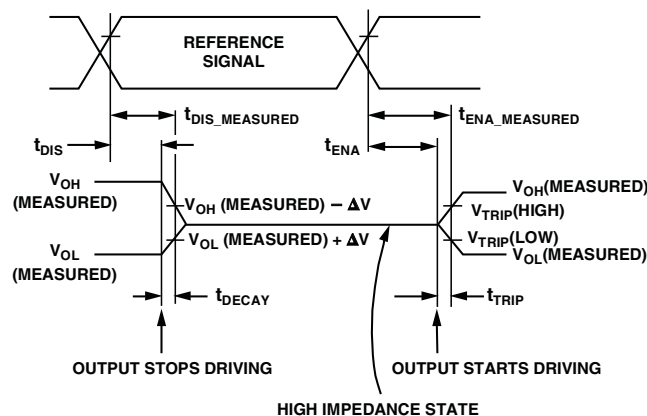 REFERENCE
SIGNAL
tDIS_MEASURED
tENA_MEASURED
tDIS
tENA
VOH
(MEASURED)
VOH (MEASURED) – ΔV
VOH(MEASURED)
VTRIP(HIGH)
VOL (MEASURED) + ΔV
VTRIP(LOW)
VOL
(MEASURED)
VOL(MEASURED)
tDECAY
tTRIP
OUTPUT STOPS DRIVING
OUTPUT STARTS DRIVING
HIGH IMPEDANCE STATE